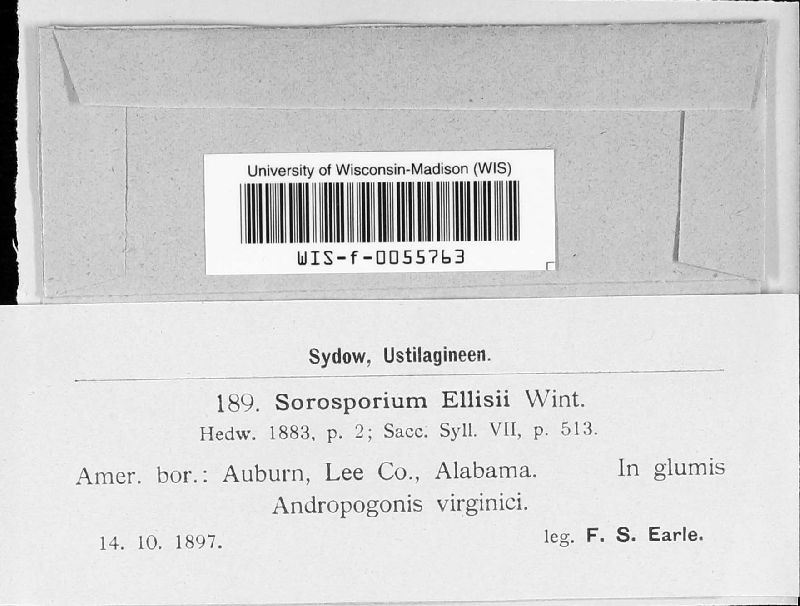 University of Wisconsin-Madison (WIS)
WIS-f-0055763
Sydow, Ustilagineen.
189. Sorosporium Ellisii Wint.
Hedw. 1883, p. 2; Sacc. Syll. VII, p. 513.
Amer. bor.: Auburn, Lee Co., Alabama. In glumis
Andropogonis virginici.
14. 10. 1897. leg. F. S. Earle.